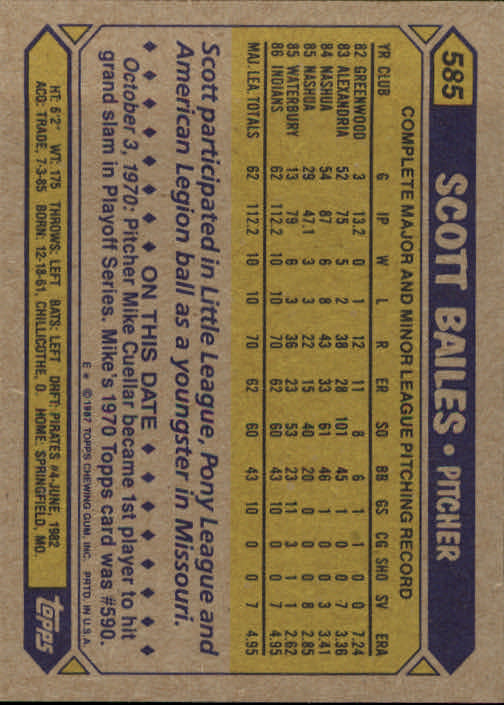 585 SCOTT BAILES • PITCHER
COMPLETE MAJOR AND MINOR LEAGUE PITCHING RECORD
YR CLUB G IP W L R ER SO BB GS CG SHO SV ERA
82 GREENWOOD 3 13.2 0 1 12 11 8 6 1 1 0 0 7.24
83 ALEXANDRIA 52 75 5 2 38 28 101 45 1 0 0 7 3.36
84 NASHUA 54 87 6 8 43 33 61 46 1 0 0 3 3.41
85 NASHUA 29 47.1 3 3 22 15 40 20 0 0 0 8 2.85
85 WATERBURY 13 79 6 3 36 23 53 23 11 3 1 1 2.62
86 INDIANS 62 112.2 10 10 70 62 60 43 10 0 0 7 4.95
MAJ. LEA. TOTALS 62 112.2 10 10 70 62 60 43 10 0 0 7 4.95
Scott participated in Little League, Pony League and
American Legion ball as a youngster in Missouri.
♦ ♦ ♦ ♦ ♦ ♦ ♦ ON THIS DATE ♦ ♦ ♦ ♦ ♦ ♦ ♦
October 3, 1970: Pitcher Mike Cuellar became 1st player to hit
grand slam in Playoff Series. Mike's 1970 Topps card was #590.
E * ©1987 TOPPS CHEWING GUM, INC. PRTD. IN U.S.A.
HT: 6'2" WT: 175 THROWS: LEFT BATS: LEFT DRFT: PIRATES #4-JUNE, 1982
ACQ: TRADE, 7-3-85 BORN: 12-18-61, CHILLICOTHE, O. HOME: SPRINGFIELD, MO.
topps